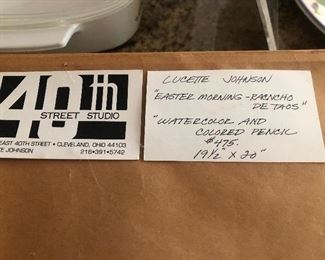 40th
STREET STUDIO
EAST 40TH STREET • CLEVELAND, OHIO 44103
JOHNSON
216•391•5742
LUCETTE JOHNSON
"EASTER MORNING - RACNCHO
DE TAOS"
"WATERCOLOR AND
COLORED PENCIL
$475.
19½" X 20"